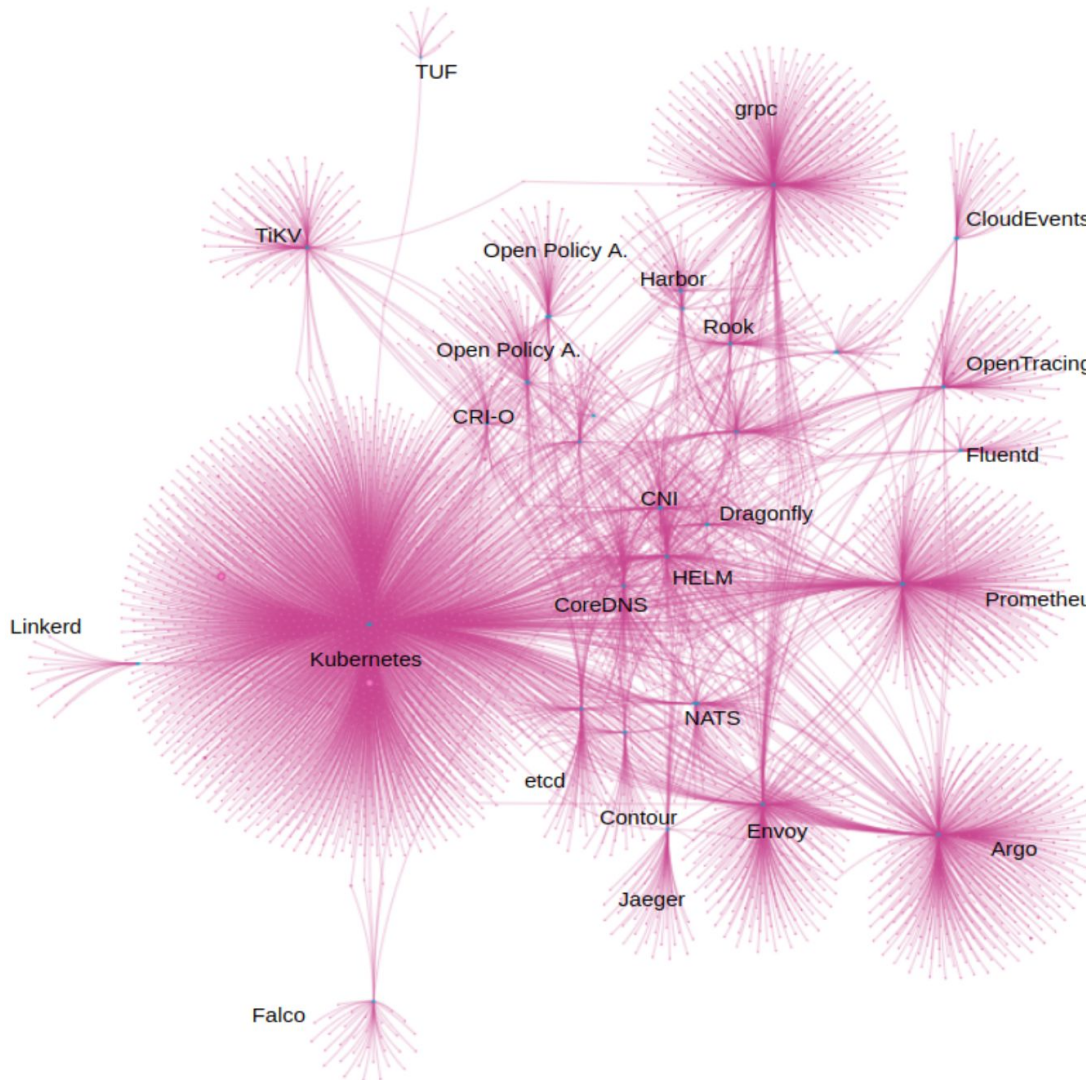 TUF
grpc
CloudEvents
TiKV
Open Policy A.
Harbor
Rook
Open Policy A.
OpenTracing
CRI-O
Fluentd
CNI
Dragonfly
HELM
CoreDNS
Prometheu
Linkerd
Kubernetes
NATS
etcd
Contour
Envoy
Argo
Jaeger
Falco